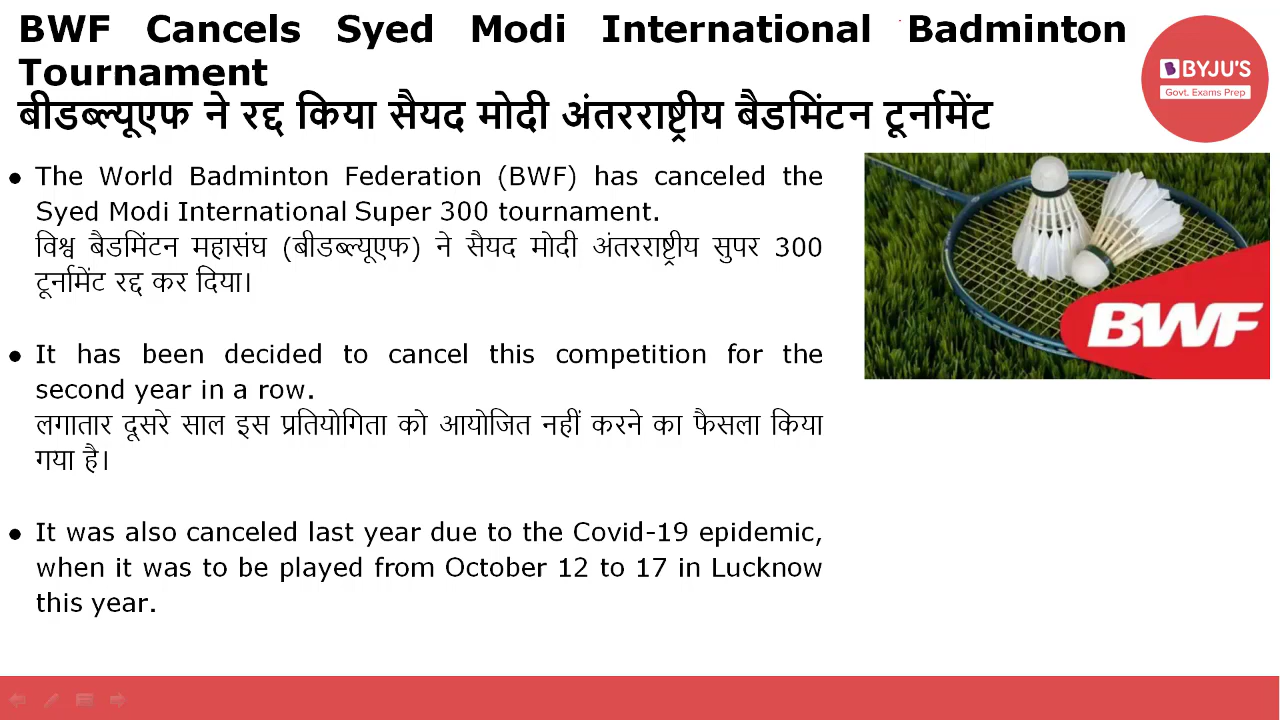 BWF Cancels Syed Modi International Badminton
Tournament
बीडब्ल्यूएफ ने रद्द किया सैयद मोदी अंतरराष्ट्रीय बैडमिंटन टूर्नामेंट
BYJU'S
Govt. Exams Prep
● The World Badminton Federation (BWF) has canceled the
Syed Modi International Super 300 tournament.
विश्व बैडमिंटन महासंघ (बीडब्ल्यूएफ) ने सैयद मोदी अंतरराष्ट्रीय सुपर 300
टूर्नामेंट रद्द कर दिया।
● It has been decided to cancel this competition for the
second year in a row.
लगातार दूसरे साल इस प्रतियोगिता को आयोजित नहीं करने का फैसला किया
गया है।
● It was also canceled last year due to the Covid-19 epidemic,
when it was to be played from October 12 to 17 in Lucknow
this year.
BWF